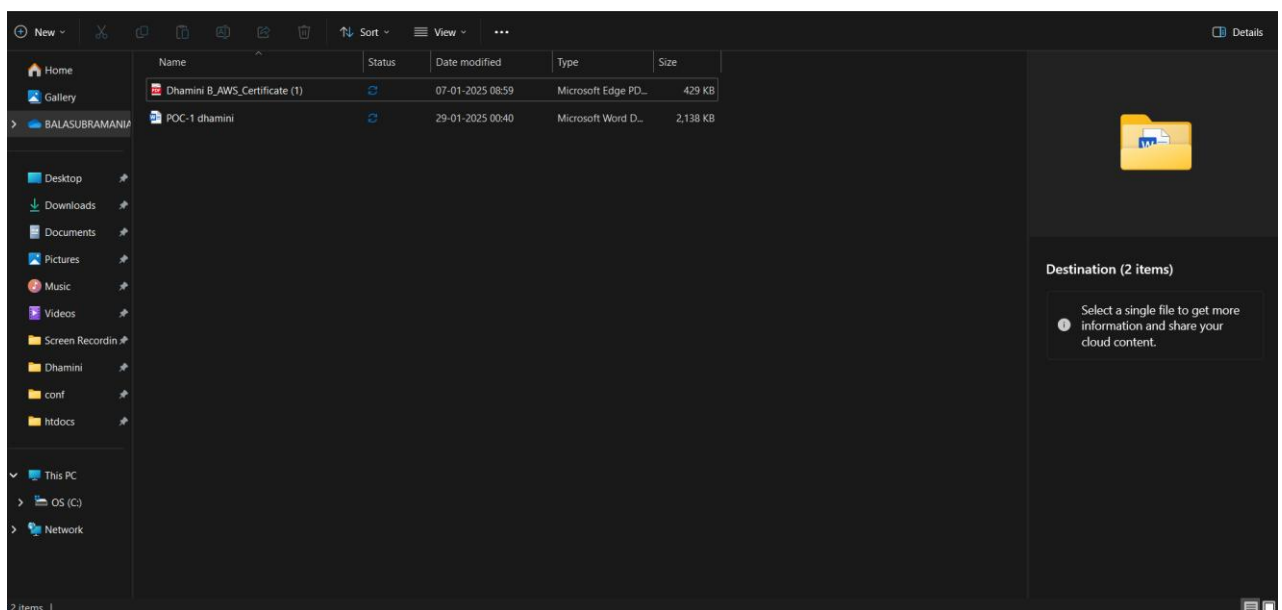 New Sort View ••• Details
Name Status Date modified Type Size
Dhamini B_AWS_Certificate (1) 07-01-2025 08:59 Microsoft Edge PD... 429 KB
POC-1 dhamini 29-01-2025 00:40 Microsoft Word D... 2,138 KB
Home
Gallery
BALASUBRAMANIA
Desktop
Downloads
Documents
Pictures
Music
Videos
Screen Recordin
Dhamini
conf
htdocs
This PC
OS (C:)
Network
Destination (2 items)
Select a single file to get more
information and share your
cloud content.
2 items